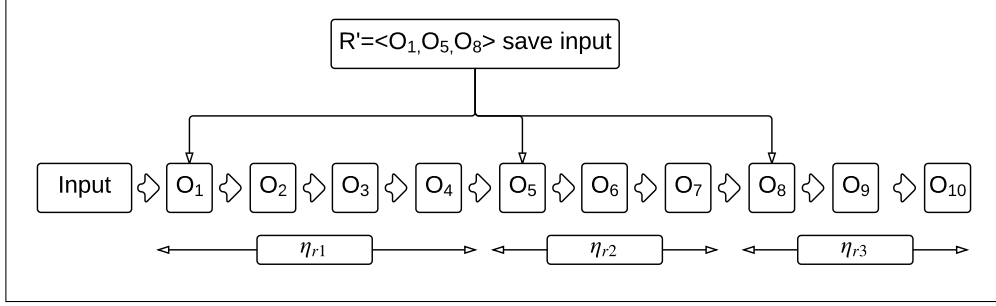 R'=<O₁,O₅,O₈> save input
Input O₁ O₂ O₃ O₄ O₅ O₆ O₇ O₈ O₉ O₁₀
ηr1 ηr2 ηr3